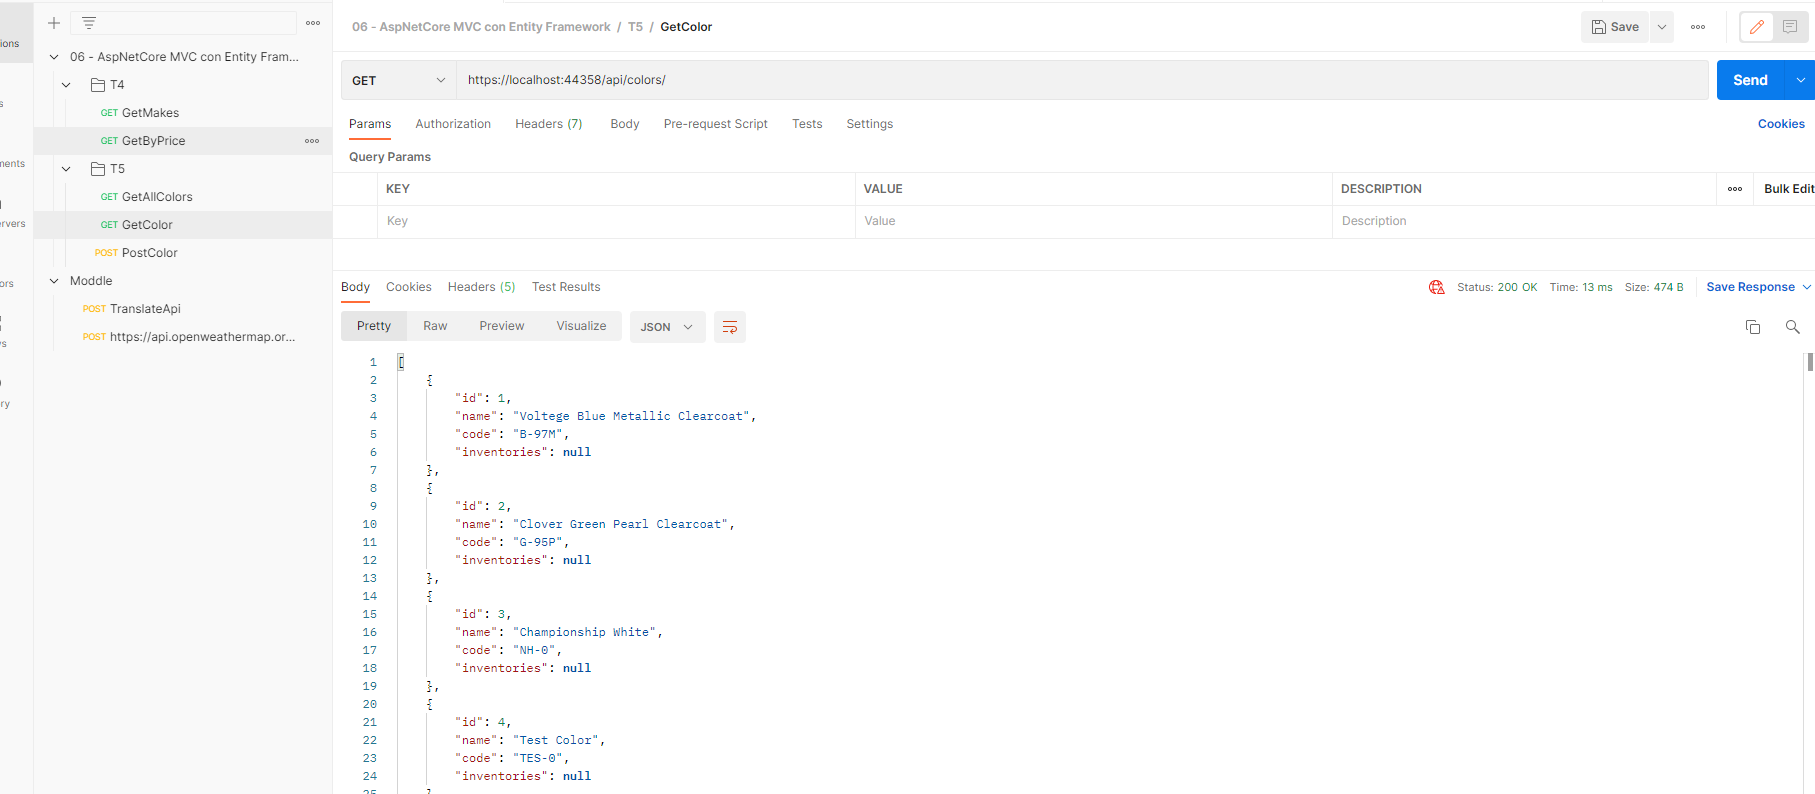 06 - AspNetCore MVC con Entity Framework / T5 / GetColor
Save
ions
06 - AspNetCore MVC con Entity Fram...
T4
GET GetMakes
GET GetByPrice
T5
GET GetAllColors
GET GetColor
POST PostColor
Moddle
POST TranslateApi
POST https://api.openweathermap.or...
s
ments
ervers
ors
s
ry
GET
https://localhost:44358/api/colors/
Send
Params Authorization Headers (7) Body Pre-request Script Tests Settings
Cookies
Query Params
KEY VALUE DESCRIPTION Bulk Edit
Key Value Description
Body Cookies Headers (5) Test Results
Status: 200 OK Time: 13 ms Size: 474 B Save Response
Pretty Raw Preview Visualize JSON
1 [
2 {
3 "id": 1,
4 "name": "Voltege Blue Metallic Clearcoat",
5 "code": "B-97M",
6 "inventories": null
7 },
8 {
9 "id": 2,
10 "name": "Clover Green Pearl Clearcoat",
11 "code": "G-95P",
12 "inventories": null
13 },
14 {
15 "id": 3,
16 "name": "Championship White",
17 "code": "NH-0",
18 "inventories": null
19 },
20 {
21 "id": 4,
22 "name": "Test Color",
23 "code": "TES-0",
24 "inventories": null
25 }